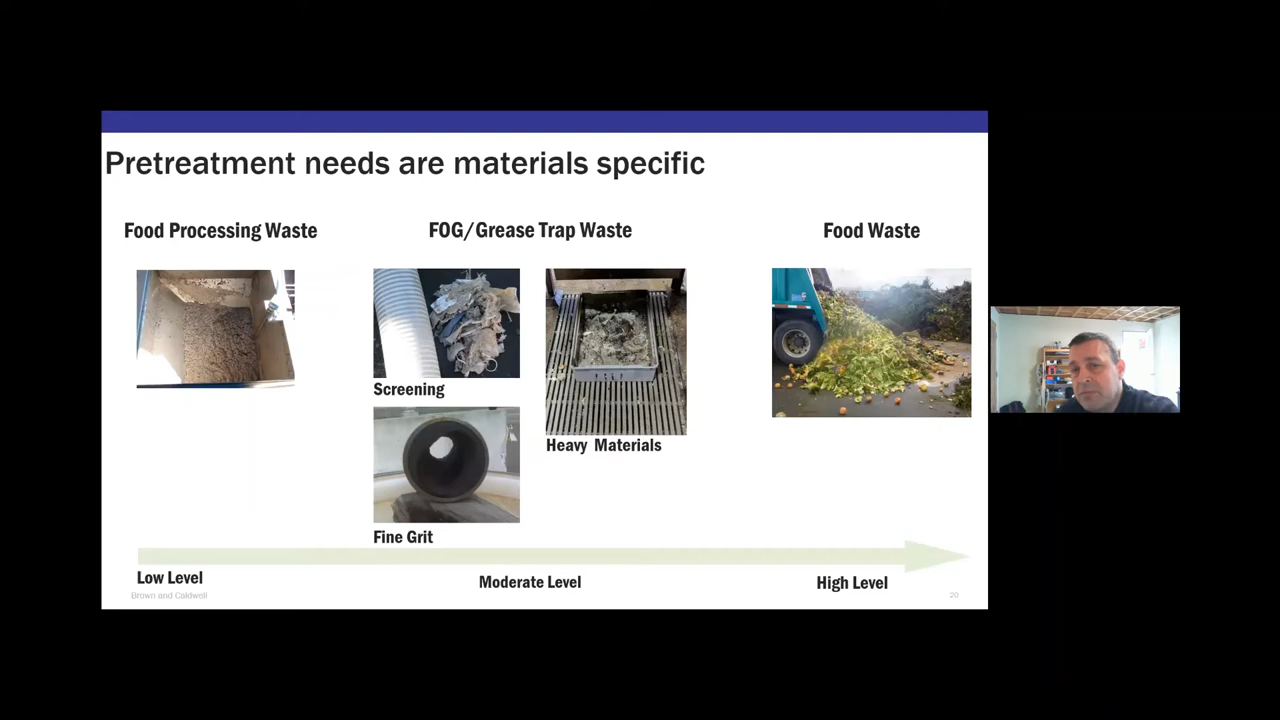 Pretreatment needs are materials specific
Food Processing Waste
FOG/Grease Trap Waste
Food Waste
Screening
Heavy Materials
Fine Grit
Low Level
Moderate Level
High Level
Brown and Caldwell
20